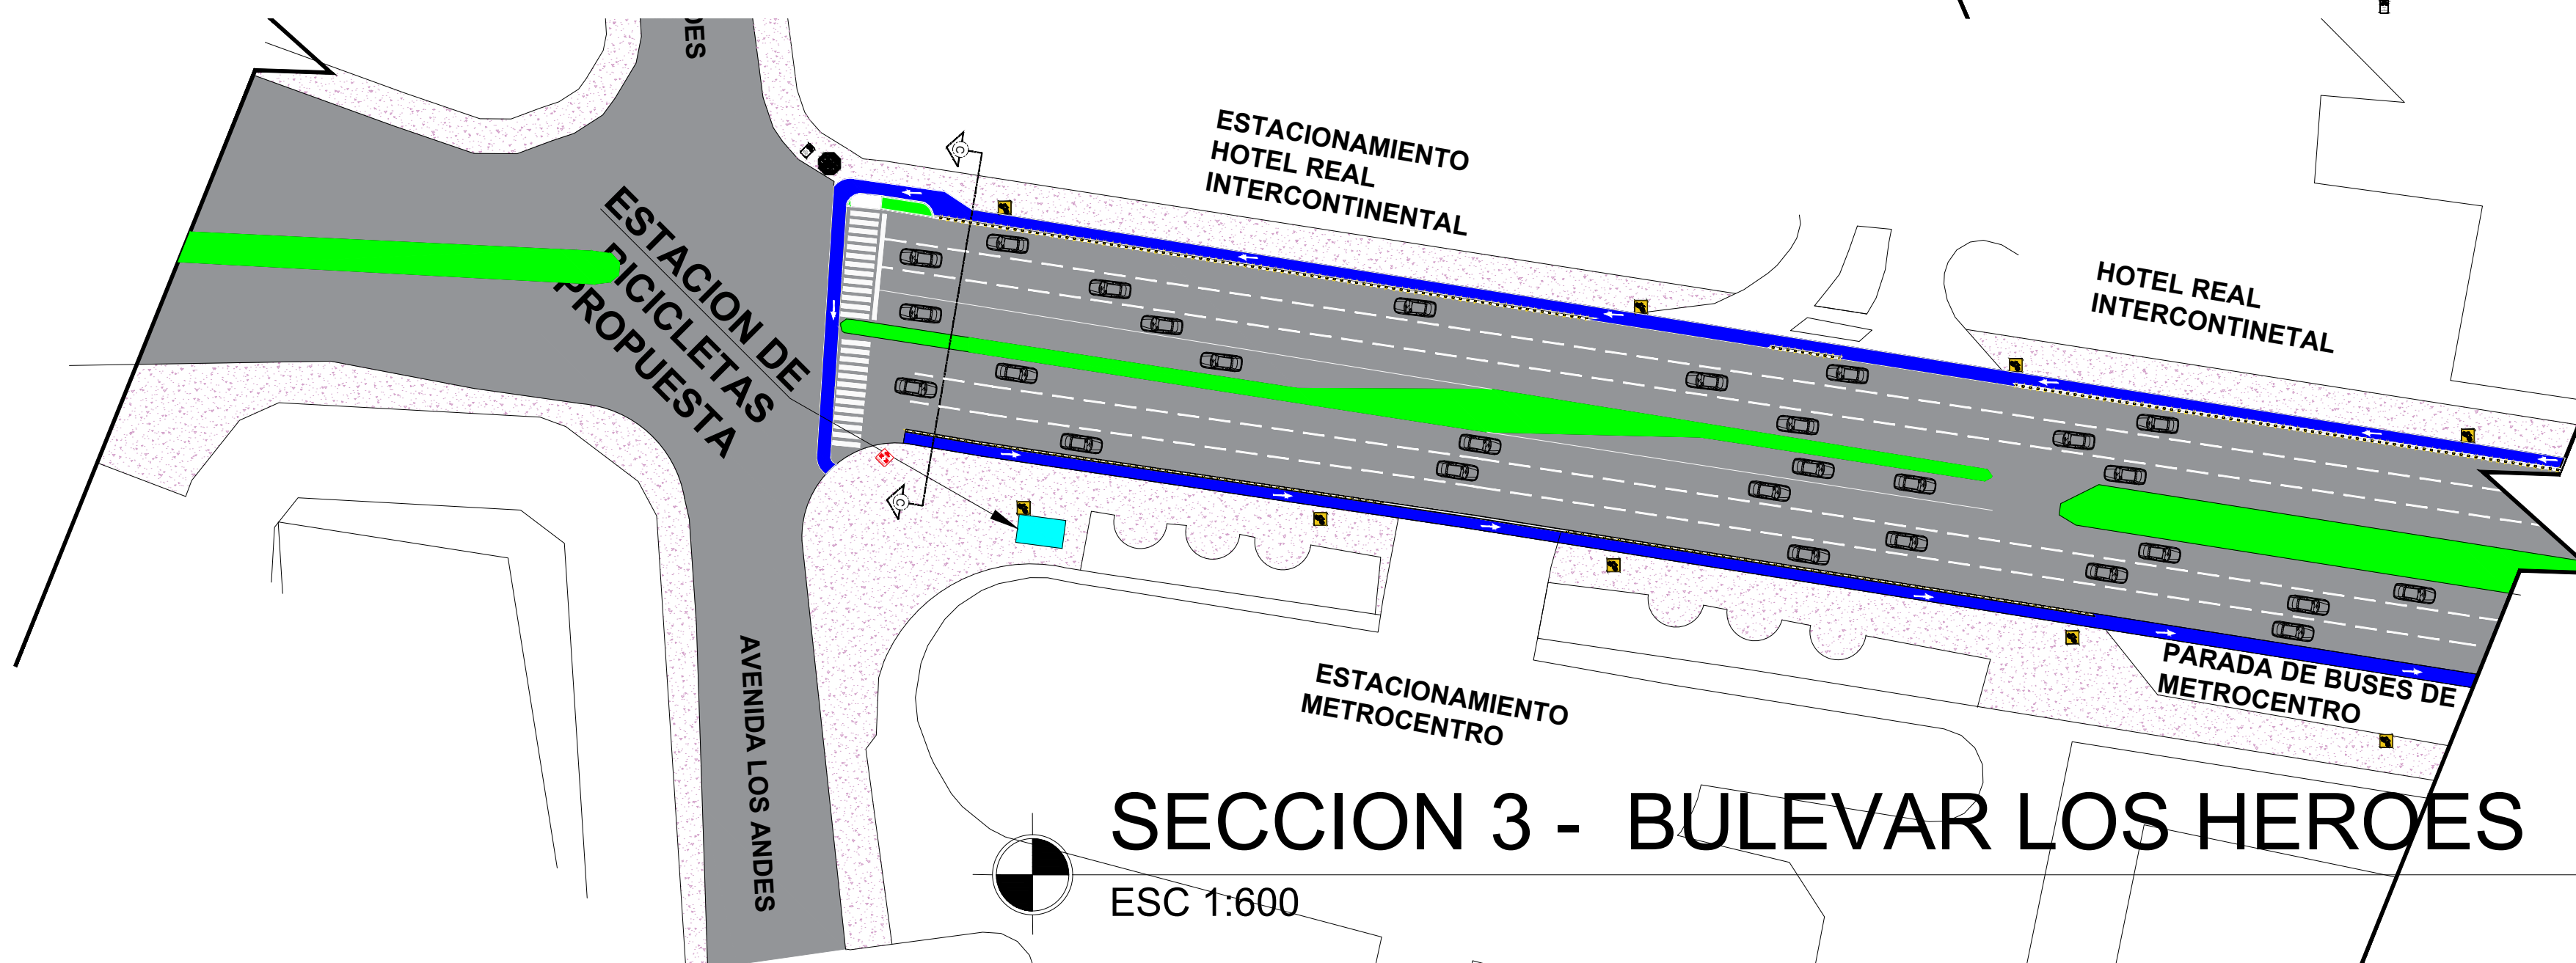 DES
ESTACIONAMIENTO
HOTEL REAL
INTERCONTINENTAL
C
HOTEL REAL
INTERCONTINETAL
ESTACION DE
BICICLETAS
PROPUESTA
C
AVENIDA LOS ANDES
ESTACIONAMIENTO
METROCENTRO
PARADA DE BUSES DE
METROCENTRO
SECCION 3 - BULEVAR LOS HEROES
ESC 1:600